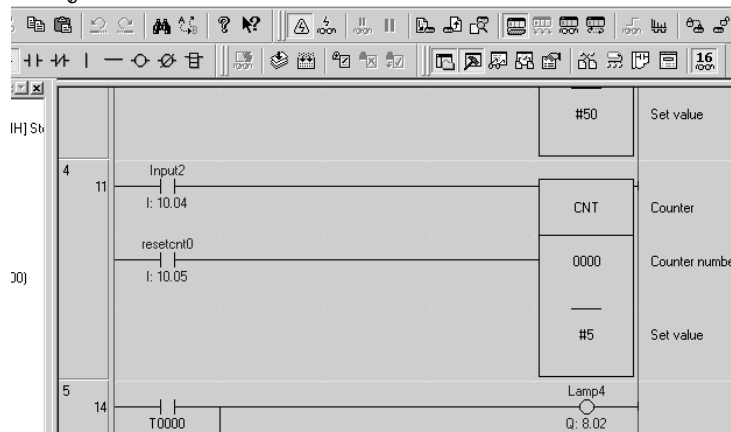 16
IH] St
#50 Set value
4 Input2
11
I: 10.04 CNT Counter
resetcnt0
0000 Counter numbe
I: 10.05
00)
#5 Set value
5 Lamp4
14
T0000 Q: 8.02